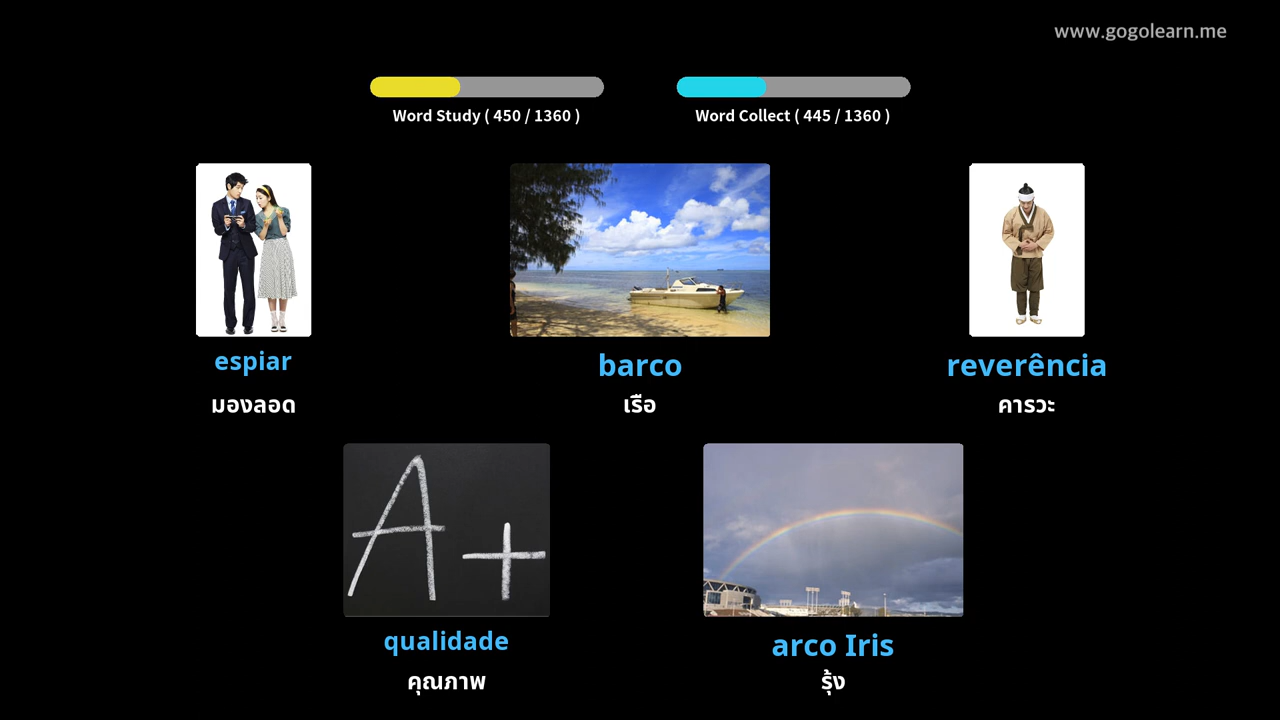 www.gogolearn.me
Word Study ( 450 / 1360 )
Word Collect ( 445 / 1360 )
espiar
มองลอด
barco
เรือ
reverência
คารวะ
A+
qualidade
คุณภาพ
arco Iris
รุ้ง